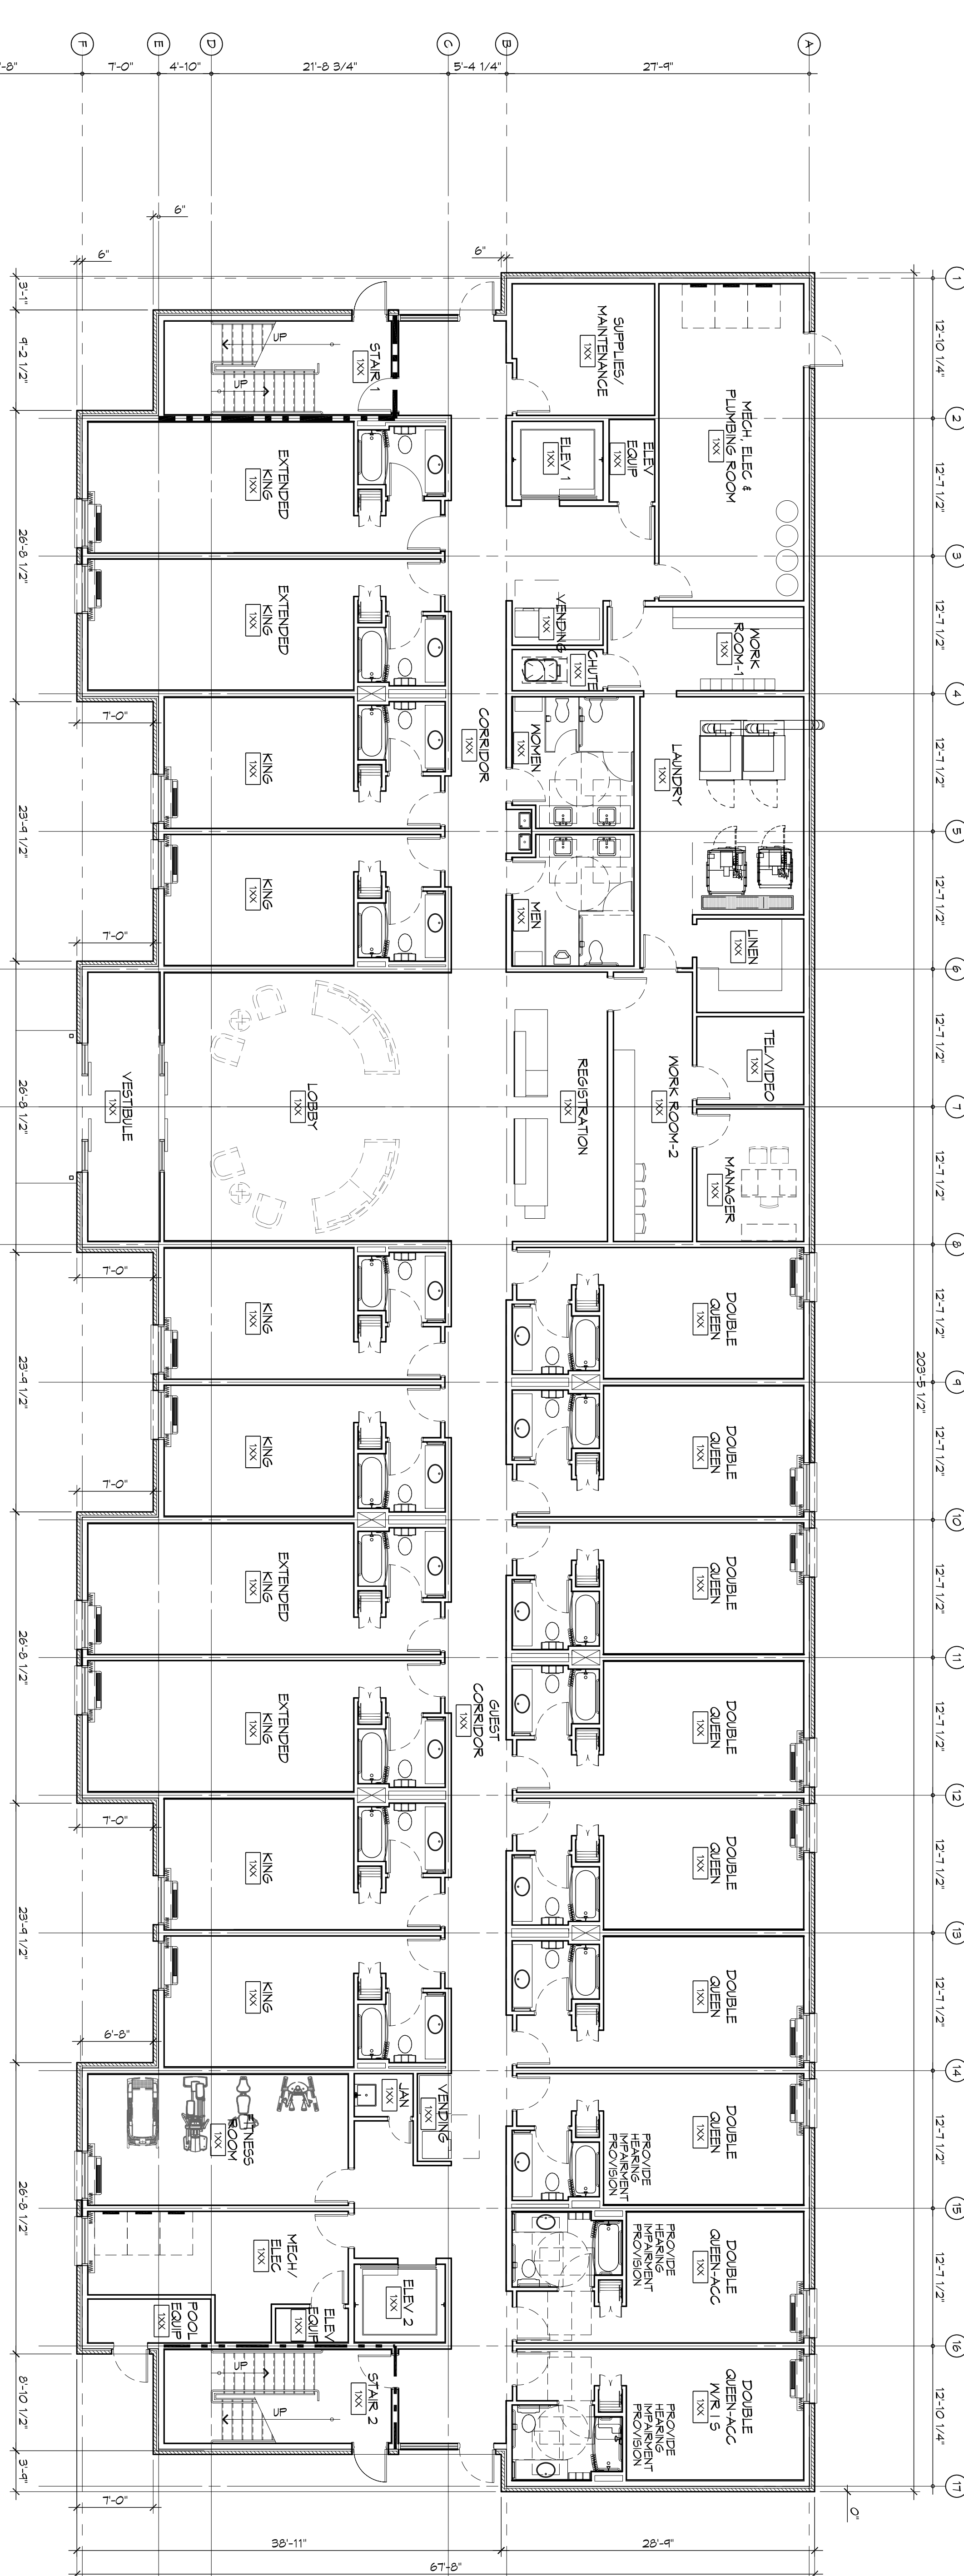 F
E
D
C
B
A
'-8"
7'-0"
4'-10"
21'-8 3/4"
5'-4 1/4"
27'-9"
6"
6"
6"
1
3'-1"
9'-2 1/2"
12'-10 1/4"
UP
UP
STAIR 1
1XX
SUPPLIES/
MAINTENANCE
1XX
MECH, ELEC &
PLUMBING ROOM
1XX
2
12'-7 1/2"
EXTENDED
KING
1XX
ELEV 1
1XX
ELEV
EQUIP
1XX
26'-8 1/2"
3
12'-7 1/2"
EXTENDED
KING
1XX
VENDING
1XX
CHUTE
1XX
WORK
ROOM-1
1XX
4
12'-7 1/2"
7'-0"
KING
1XX
CORRIDOR
1XX
WOMEN
1XX
LAUNDRY
1XX
23'-9 1/2"
5
12'-7 1/2"
KING
1XX
MEN
1XX
LINEN
1XX
7'-0"
6
12'-7 1/2"
VESTIBULE
1XX
LOBBY
1XX
REGISTRATION
1XX
WORK ROOM-2
1XX
TEL/VIDEO
1XX
26'-8 1/2"
7
12'-7 1/2"
MANAGER
1XX
8
12'-7 1/2"
7'-0"
KING
1XX
DOUBLE
QUEEN
1XX
203'-5 1/2"
23'-9 1/2"
9
12'-7 1/2"
KING
1XX
DOUBLE
QUEEN
1XX
7'-0"
10
12'-7 1/2"
EXTENDED
KING
1XX
DOUBLE
QUEEN
1XX
26'-8 1/2"
11
12'-7 1/2"
EXTENDED
KING
1XX
GUEST
CORRIDOR
1XX
DOUBLE
QUEEN
1XX
12
12'-7 1/2"
7'-0"
KING
1XX
DOUBLE
QUEEN
1XX
23'-9 1/2"
13
12'-7 1/2"
KING
1XX
DOUBLE
QUEEN
1XX
6'-8"
14
12'-7 1/2"
FITNESS
ROOM
1XX
JAN
1XX
VENDING
1XX
DOUBLE
QUEEN
1XX
PROVIDE
HEARING
IMPAIRMENT
PROVISION
26'-8 1/2"
15
12'-7 1/2"
MECH/
ELEC
1XX
POOL
EQUIP
1XX
ELEV
EQUIP
1XX
ELEV 2
1XX
DOUBLE
QUEEN-ACC
1XX
PROVIDE
HEARING
IMPAIRMENT
PROVISION
16
12'-10 1/4"
8'-10 1/2"
UP
UP
STAIR 2
1XX
DOUBLE
QUEEN-ACC
W/R I S
1XX
PROVIDE
HEARING
IMPAIRMENT
PROVISION
3'-9"
17
7'-0"
0"
38'-11"
28'-9"
67'-8"